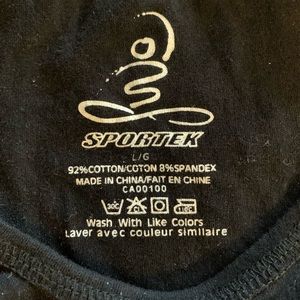 SPORTEK
L/G
92%COTTON/COTON 8%SPANDEX
MADE IN CHINA/FAIT EN CHINE
CA00100
Wash With Like Colors
Laver avec couleur similaire